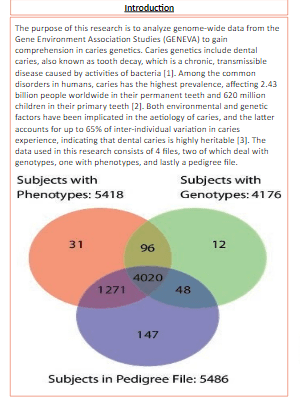 Introduction
The purpose of this research is to analyze genome-wide data from the
Gene Environment Association Studies (GENEVA) to gain
comprehension in caries genetics. Caries genetics include dental
caries, also known as tooth decay, which is a chronic, transmissible
disease caused by activities of bacteria [1]. Among the common
disorders in humans, caries has the highest prevalence, affecting 2.43
billion people worldwide in their permanent teeth and 620 million
children in their primary teeth [2]. Both environmental and genetic
factors have been implicated in the aetiology of caries, and the latter
accounts for up to 65% of inter-individual variation in caries
experience, indicating that dental caries is highly heritable [3]. The
data used in this research consists of 4 files, two of which deal with
genotypes, one with phenotypes, and lastly a pedigree file.
Subjects with
Phenotypes: 5418
Subjects with
Genotypes: 4176
31
96
12
4020
1271
48
147
Subjects in Pedigree File: 5486